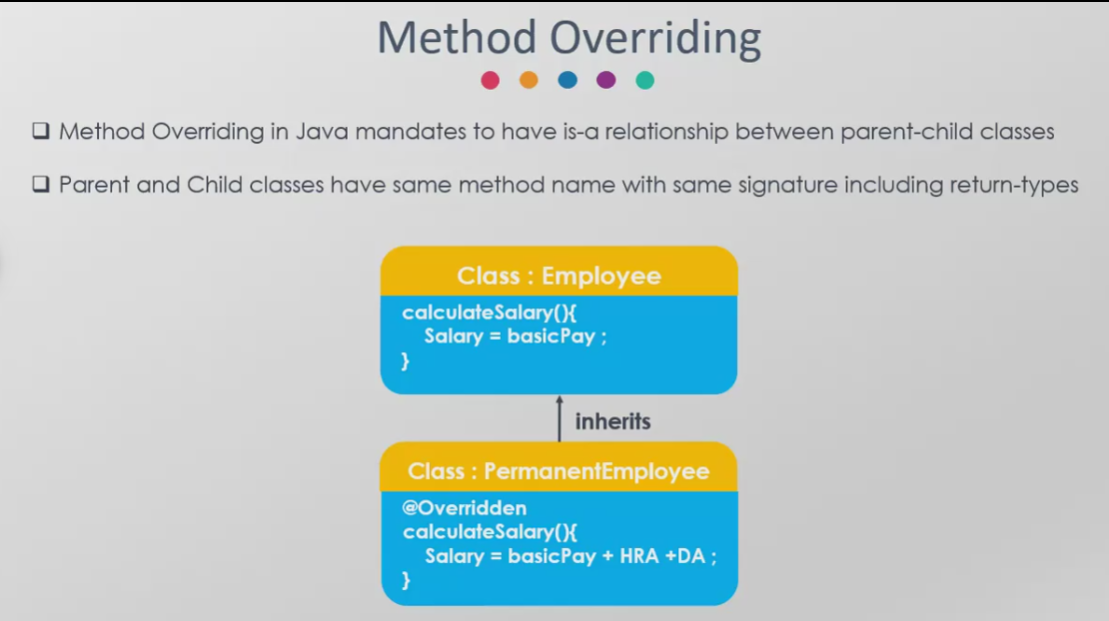 Method Overriding
❑ Method Overriding in Java mandates to have is-a relationship between parent-child classes
❑ Parent and Child classes have same method name with same signature including return-types
Class : Employee
calculateSalary(){
Salary = basicPay ;
}
inherits
Class : PermanentEmployee
@Overridden
calculateSalary(){
Salary = basicPay + HRA +DA ;
}